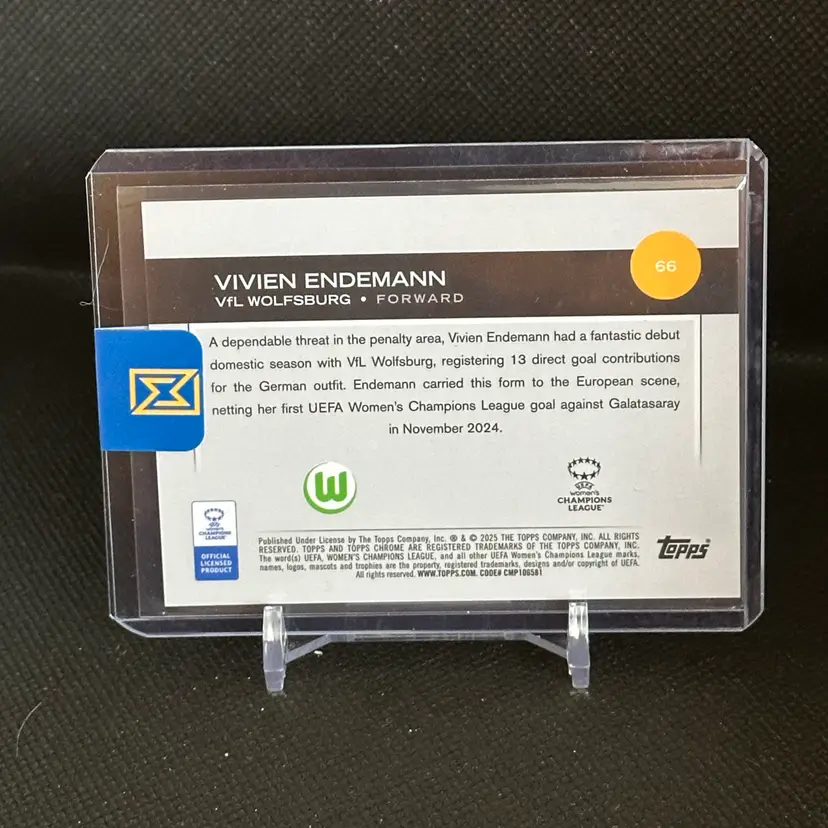 VIVIEN ENDEMANN
VfL WOLFSBURG • FORWARD
66
A dependable threat in the penalty area, Vivien Endemann had a fantastic debut
domestic season with VfL Wolfsburg, registering 13 direct goal contributions
for the German outfit. Endemann carried this form to the European scene,
netting her first UEFA Women's Champions League goal against Galatasaray
in November 2024.
W
UEFA
women's
CHAMPIONS
LEAGUE™
women's
CHAMPIONS
LEAGUE
OFFICIAL
LICENSED
PRODUCT
Published Under License by The Topps Company, Inc. ® & © 2025 THE TOPPS COMPANY, INC. ALL RIGHTS
RESERVED. TOPPS AND TOPPS CHROME ARE REGISTERED TRADEMARKS OF THE TOPPS COMPANY, INC.
The word(s) UEFA, WOMEN'S CHAMPIONS LEAGUE, and all other UEFA Women's Champions League marks,
names, logos, mascots and trophies are the property, registered trademarks, designs and/or copyright of UEFA.
All rights reserved. WWW.TOPPS.COM. CODE# CMP106581
Topps®